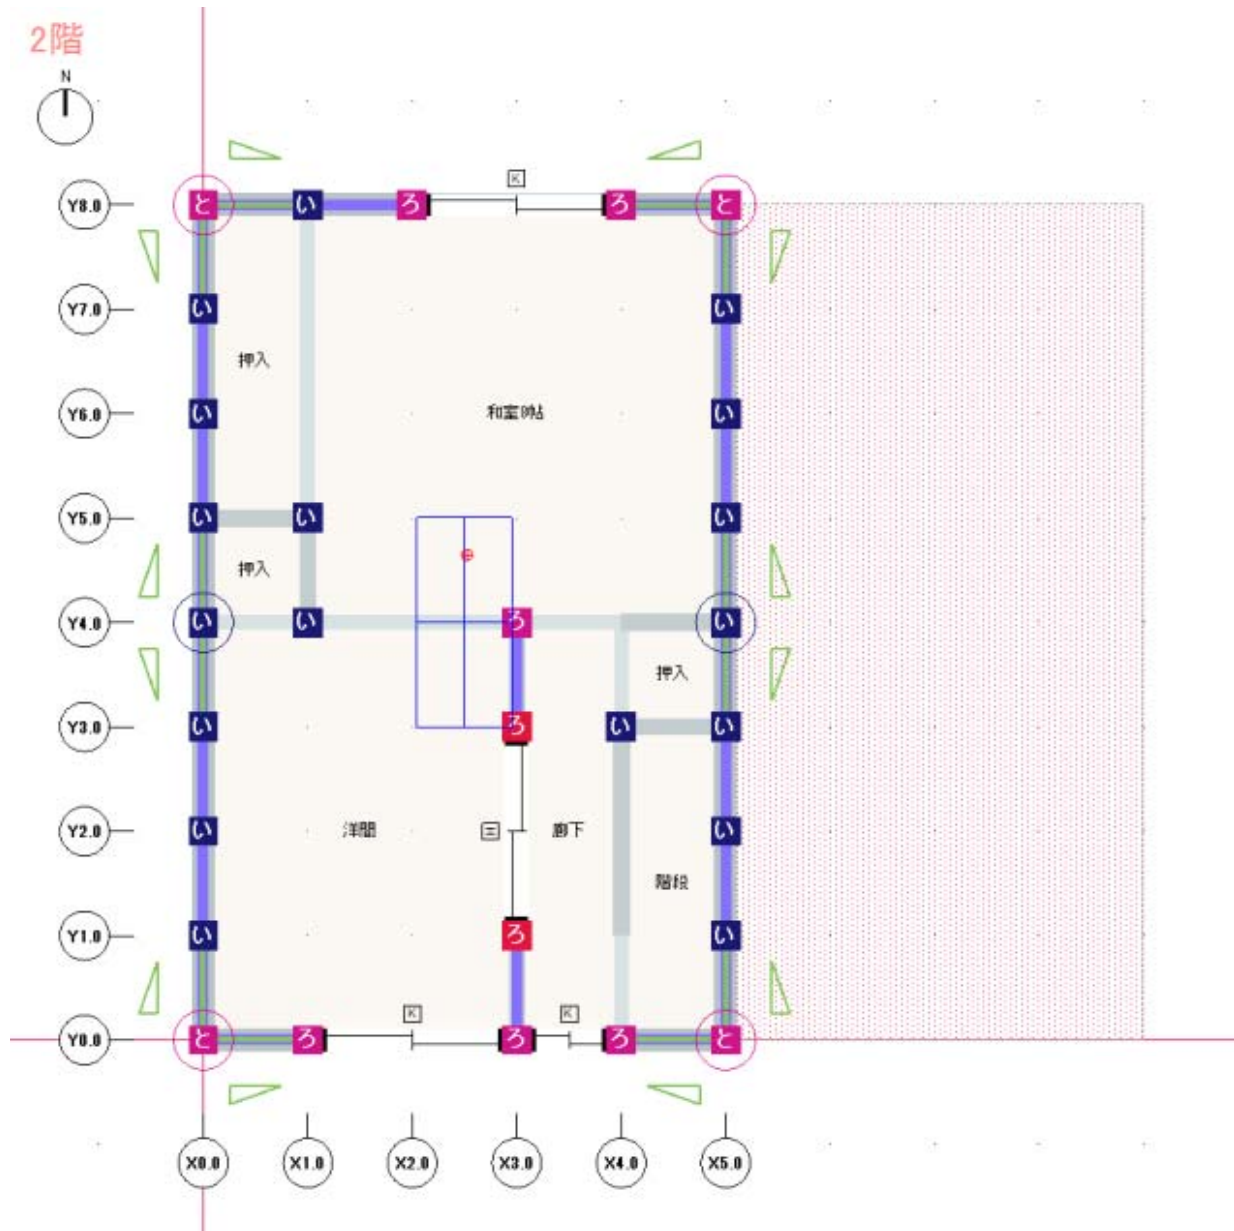 2階
N
K
Y8.0 と い ろ ろ と
Y7.0 い い
押入
Y6.0 い 和室8帖 い
Y5.0 い い い
押入
Y4.0 い い ろ い
押入
Y3.0 い ろ い い
Y2.0 い 洋間 エ 廊下 い
階段
Y1.0 い ろ い
K K
Y0.0 と ろ ろ ろ と
X0.0 X1.0 X2.0 X3.0 X4.0 X5.0